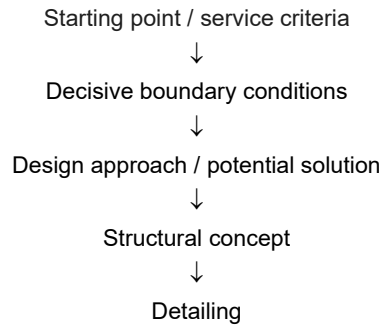 Starting point / service criteria
↓
Decisive boundary conditions
↓
Design approach / potential solution
↓
Structural concept
↓
Detailing